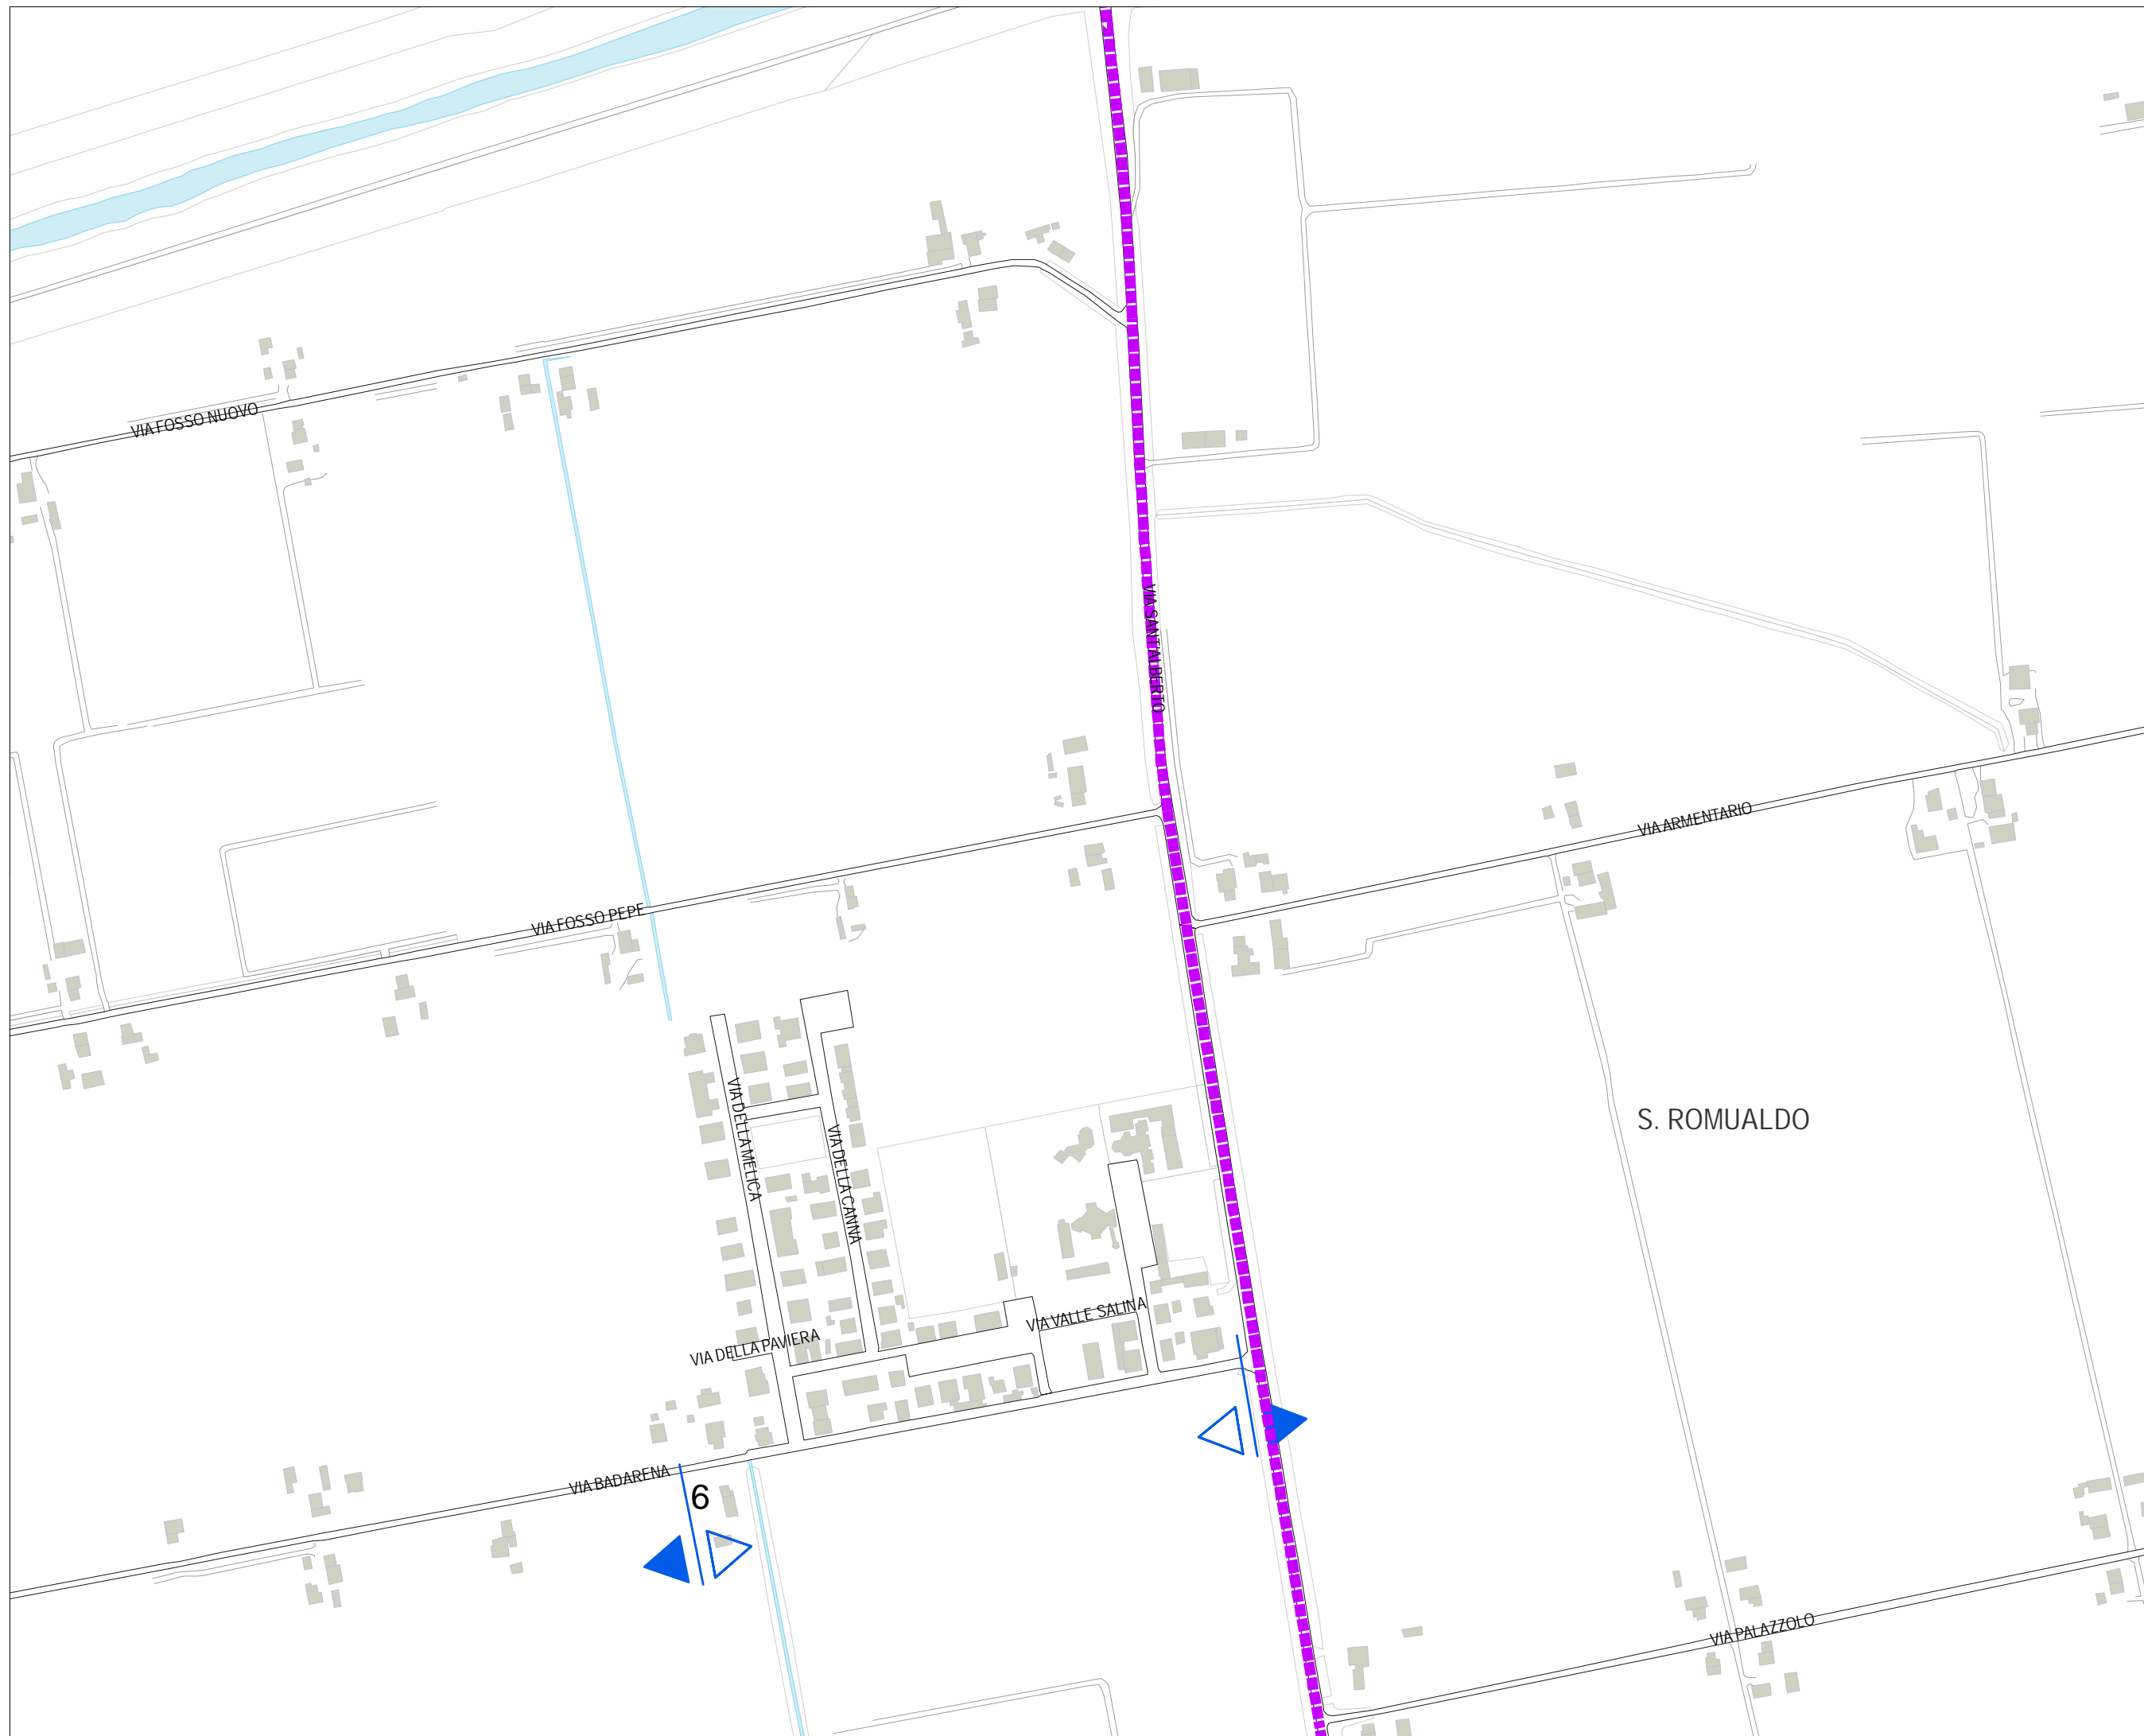 VIA FOSSO NUOVO
VIA SANT'ALBERTO
VIA ARMENTARIO
VIA FOSSO PEPE
S. ROMUALDO
VIA DELLA MELICA
VIA DELLA CANNA
VIA VALLE SALINA
VIA DELLA PAVIERA
VIA BADARENA
6
VIA PALAZZOLO